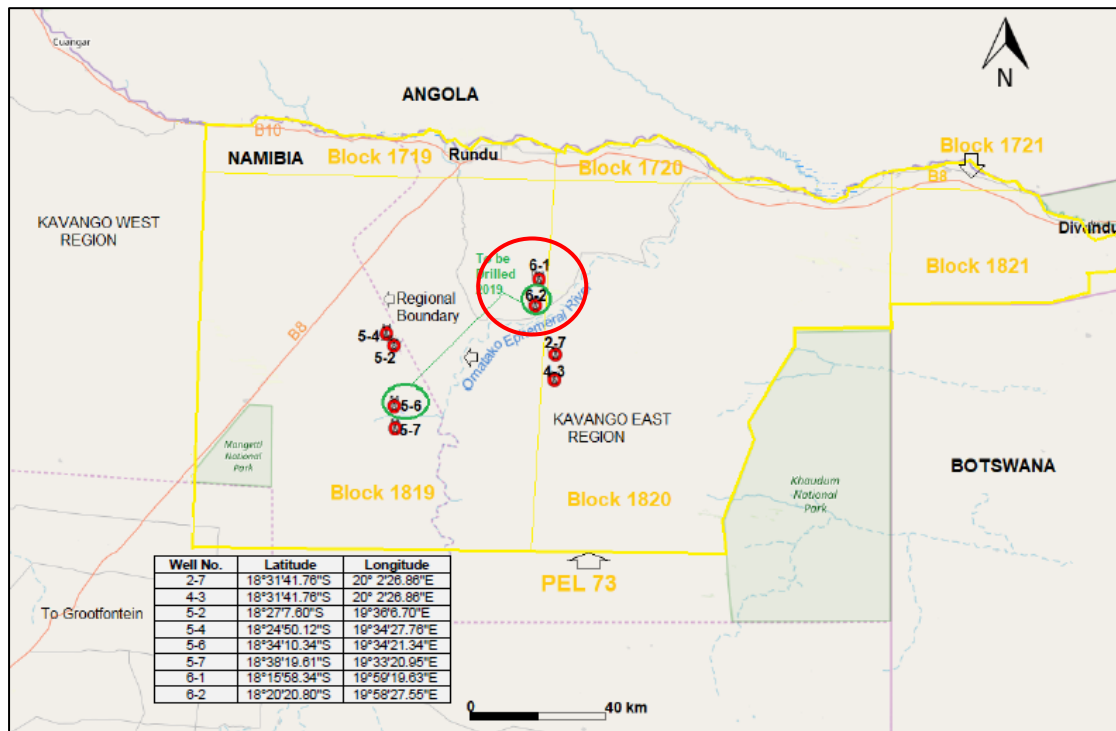 Cuangar
N
ANGOLA
B10
NAMIBIA
Block 1719
Rundu
Block 1720
Block 1721
B8
KAVANGO WEST
REGION
Divundu
To be
Drilled
2019
6-1
6-2
Block 1821
Regional
Boundary
Omatako Ephemeral River
B8
5-4
5-2
2-7
4-3
5-6
5-7
KAVANGO EAST
REGION
Mangetti
National
Park
BOTSWANA
Khaudum
National
Park
Block 1819
Block 1820
PEL 73
To Grootfontein
Well No. Latitude Longitude
2-7 18°31'41.76"S 20° 2'26.86"E
4-3 18°31'41.76"S 20° 2'26.86"E
5-2 18°27'7.60"S 19°36'6.70"E
5-4 18°24'50.12"S 19°34'27.76"E
5-6 18°34'10.34"S 19°34'21.34"E
5-7 18°38'19.61"S 19°33'20.95"E
6-1 18°15'58.34"S 19°59'19.63"E
6-2 18°20'20.80"S 19°58'27.55"E
0 40 km